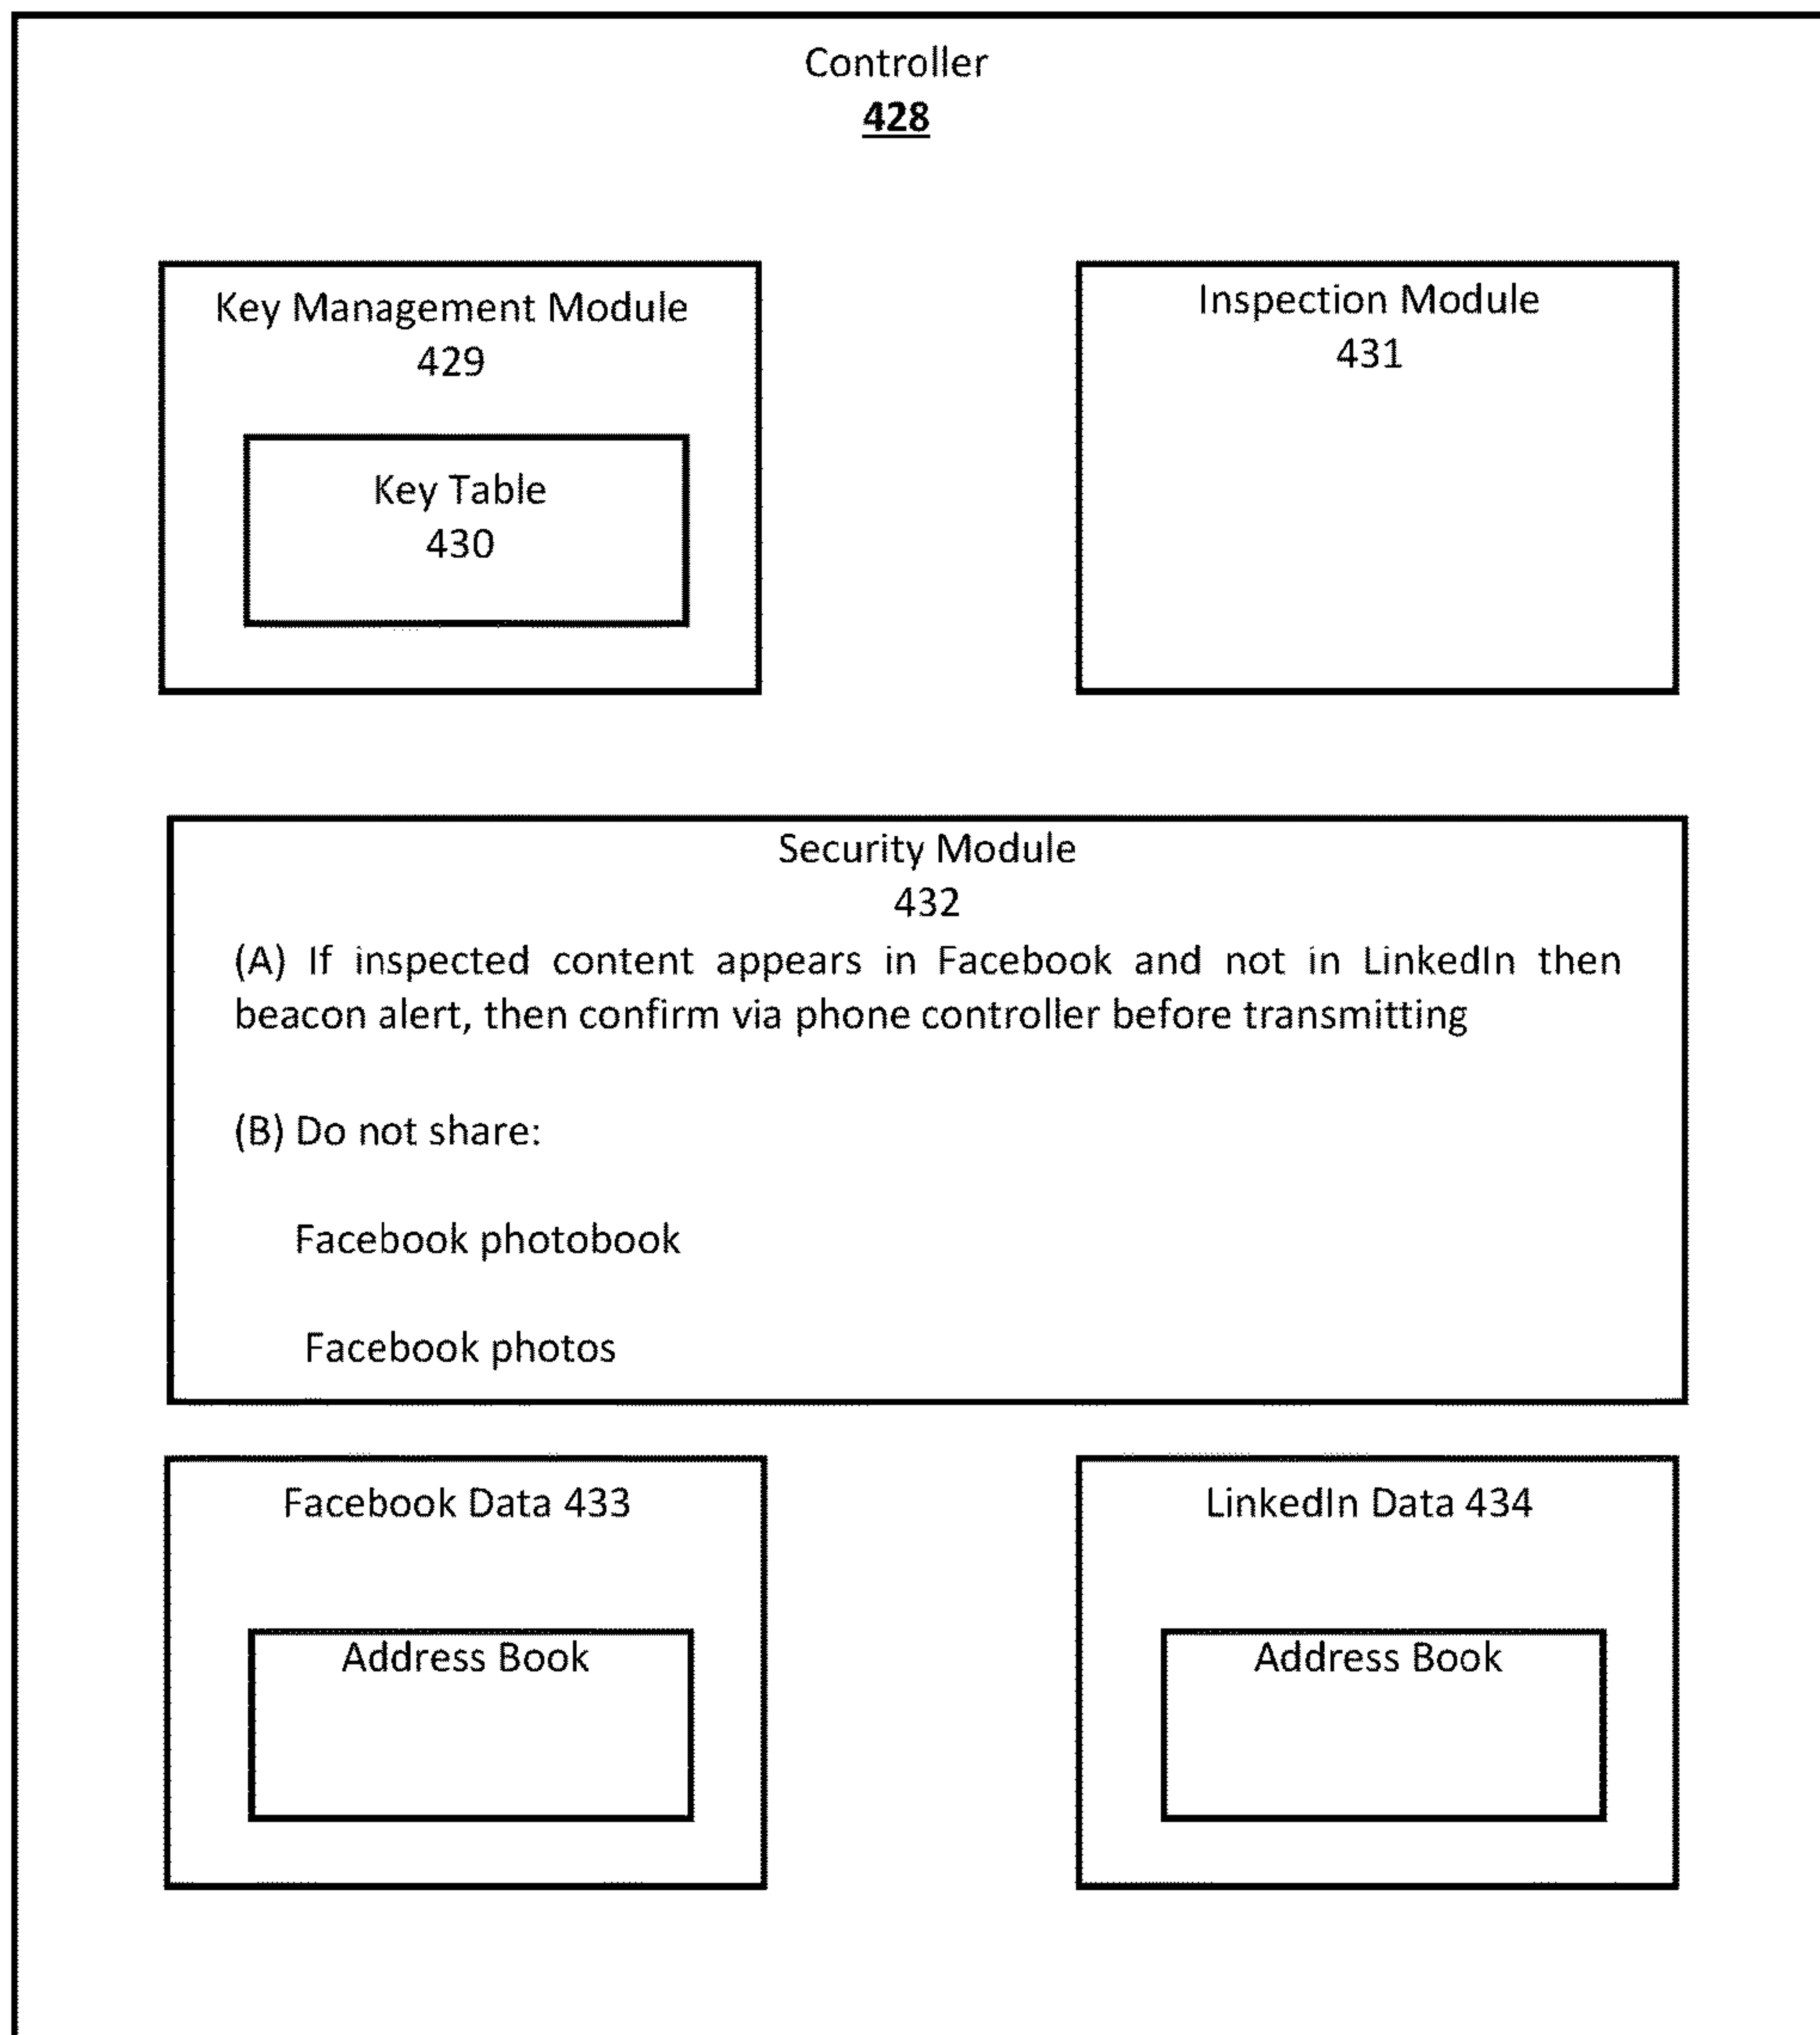 Controller
428
Key Management Module
429
Key Table
430
Inspection Module
431
Security Module
432
(A) If inspected content appears in Facebook and not in LinkedIn then
beacon alert, then confirm via phone controller before transmitting
(B) Do not share:
Facebook photobook
Facebook photos
Facebook Data 433
Address Book
LinkedIn Data 434
Address Book